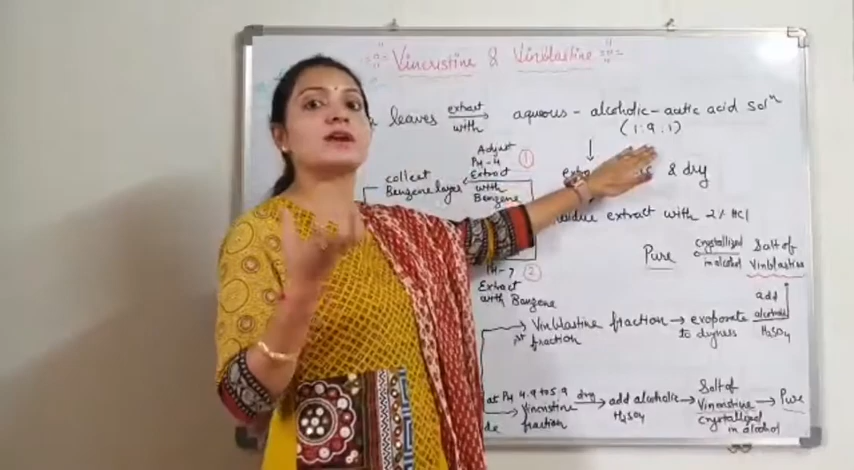 Vincristine & Vinblastine
leaves extract with aqueous - alcoholic - acetic acid solⁿ
(1:9:1)
& dry
residue extract with 2% HCl
Adjust
PH-4
Extract
with
Benzene
①
collect
Benzene layer
PH-7
②
Extract
with Benzene
Pure crystallized in alcohol Salt of
Vinblastine
add
alcoholic
H₂SO₄
Vinblastine fraction → evaporate
1st fraction to dryness
at PH 4.9 to 5.9
Vincristine
fraction
dry
add alcoholic
H₂SO₄
Salt of
Vincristine → Pure
crystallized
in alcohol